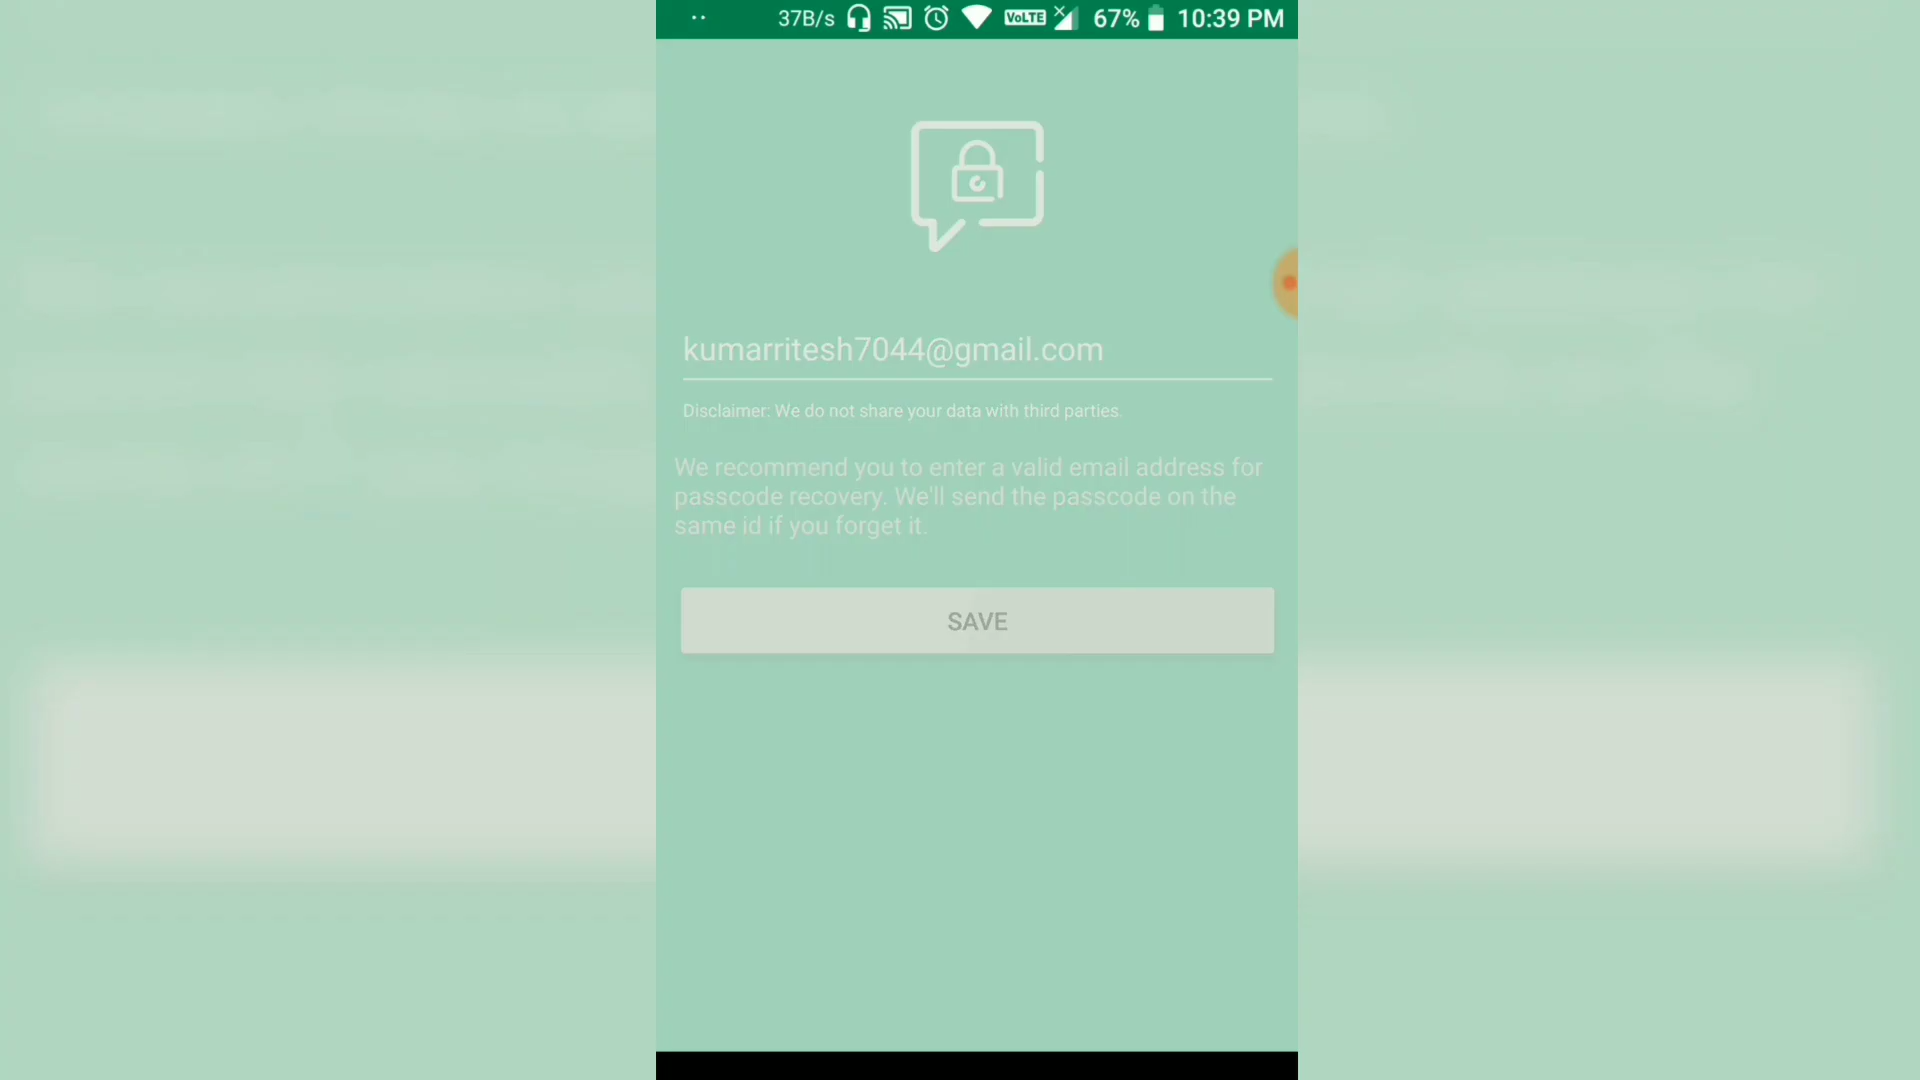 37B/s VoLTE 67% 10:39 PM
kumarritesh7044@gmail.com
Disclaimer: We do not share your data with third parties.
We recommend you to enter a valid email address for
passcode recovery. We'll send the passcode on the
same id if you forget it.
SAVE